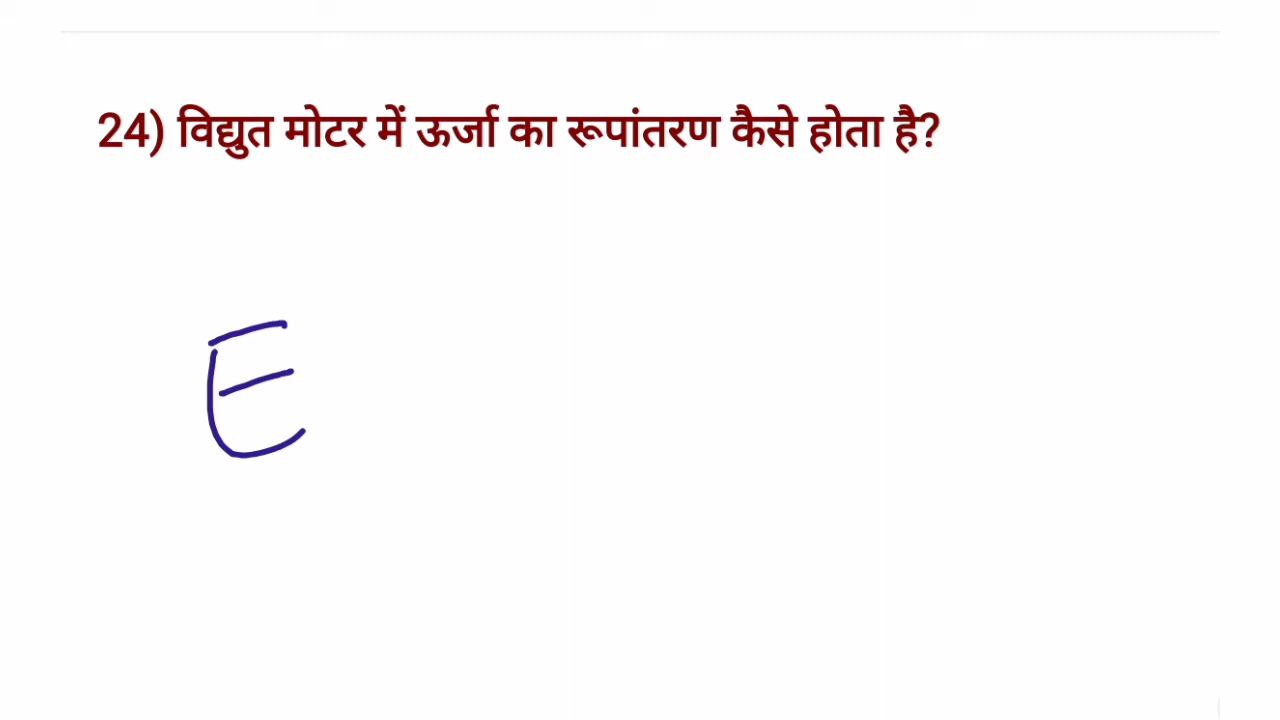 24) विद्युत मोटर में ऊर्जा का रूपांतरण कैसे होता है?
E